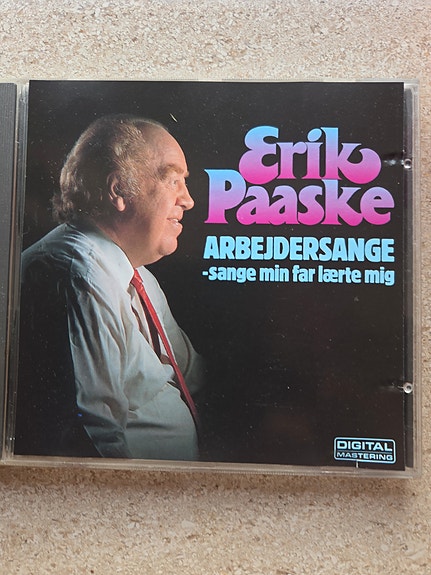 Erik
Paaske
ARBEJDERSANGE
-sange min far lærte mig
DIGITAL
MASTERING